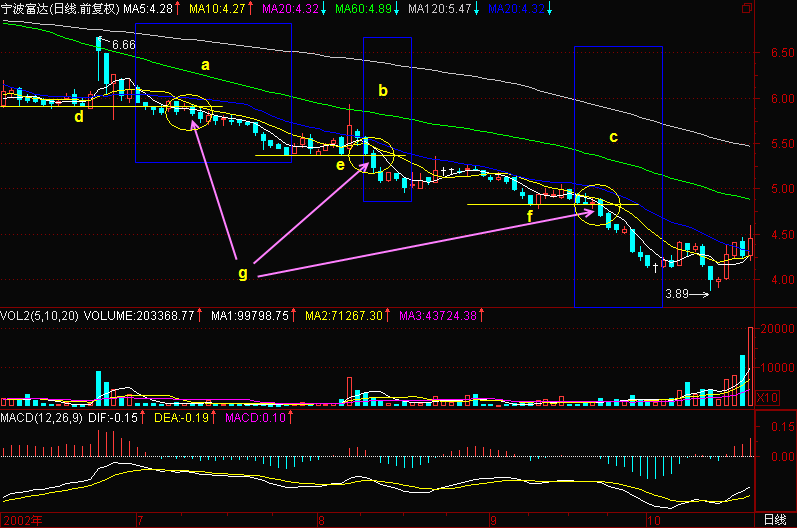 宁波富达(日线.前复权) MA5:4.28↑ MA10:4.27↑ MA20:4.32↓ MA60:4.89↓ MA120:5.47↓ MA20:4.32↓
6.66
a
b
c
d
e
f
g
3.89
6.50
6.00
5.50
5.00
4.50
4.00
VOL2(5,10,20) VOLUME:203368.77↑ MA1:99798.75↑ MA2:71267.30↑ MA3:43724.38↑
20000
10000
X10
MACD(12,26,9) DIF:-0.15↑ DEA:-0.19↑ MACD:0.10↑
0.15
0.00
2002年 7 8 9 10 日线